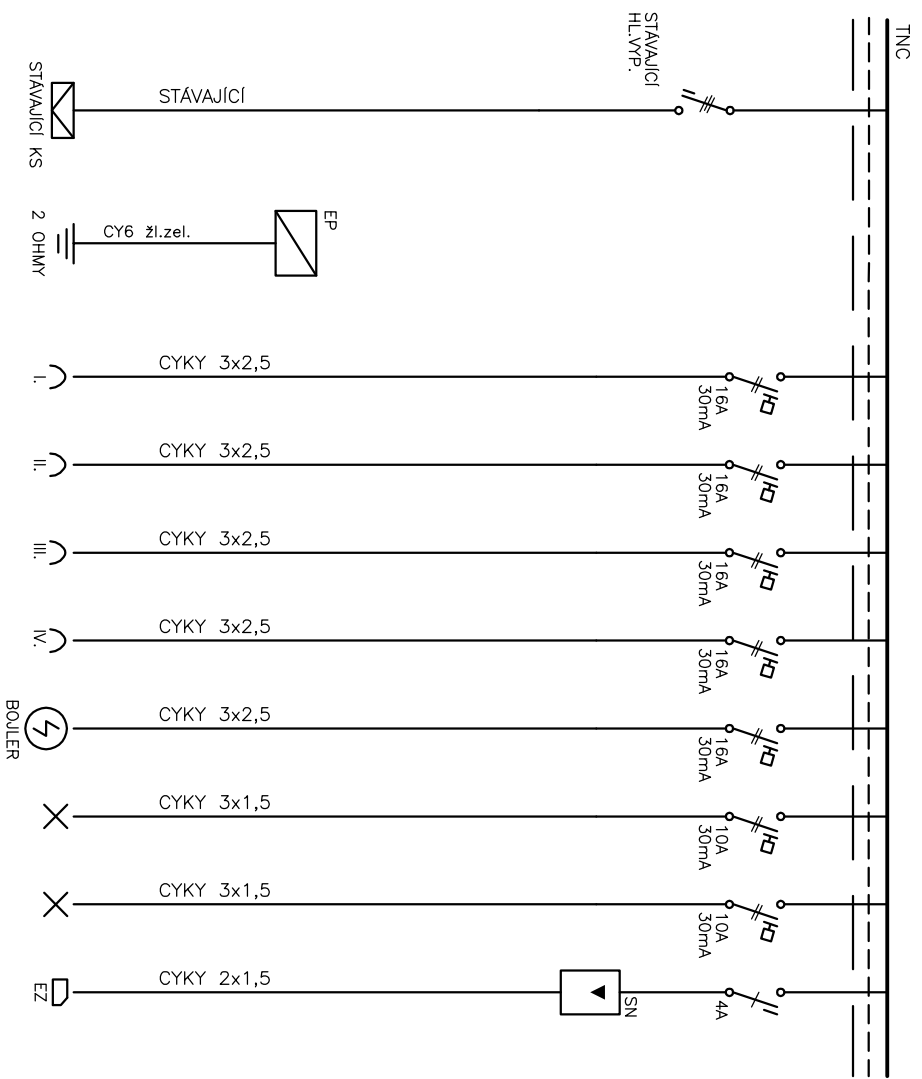 TNC
STÁVAJÍCÍ
HL.VYP.
STÁVAJÍCÍ
STÁVAJÍCÍ KS
EP
CY6 žl.zel.
2 OHMY
16A
30mA
CYKY 3x2,5
I.
16A
30mA
CYKY 3x2,5
II.
16A
30mA
CYKY 3x2,5
III.
16A
30mA
CYKY 3x2,5
IV.
16A
30mA
CYKY 3x2,5
BOJLER
10A
30mA
CYKY 3x1,5
10A
30mA
CYKY 3x1,5
4A
SN
CYKY 2x1,5
EZ